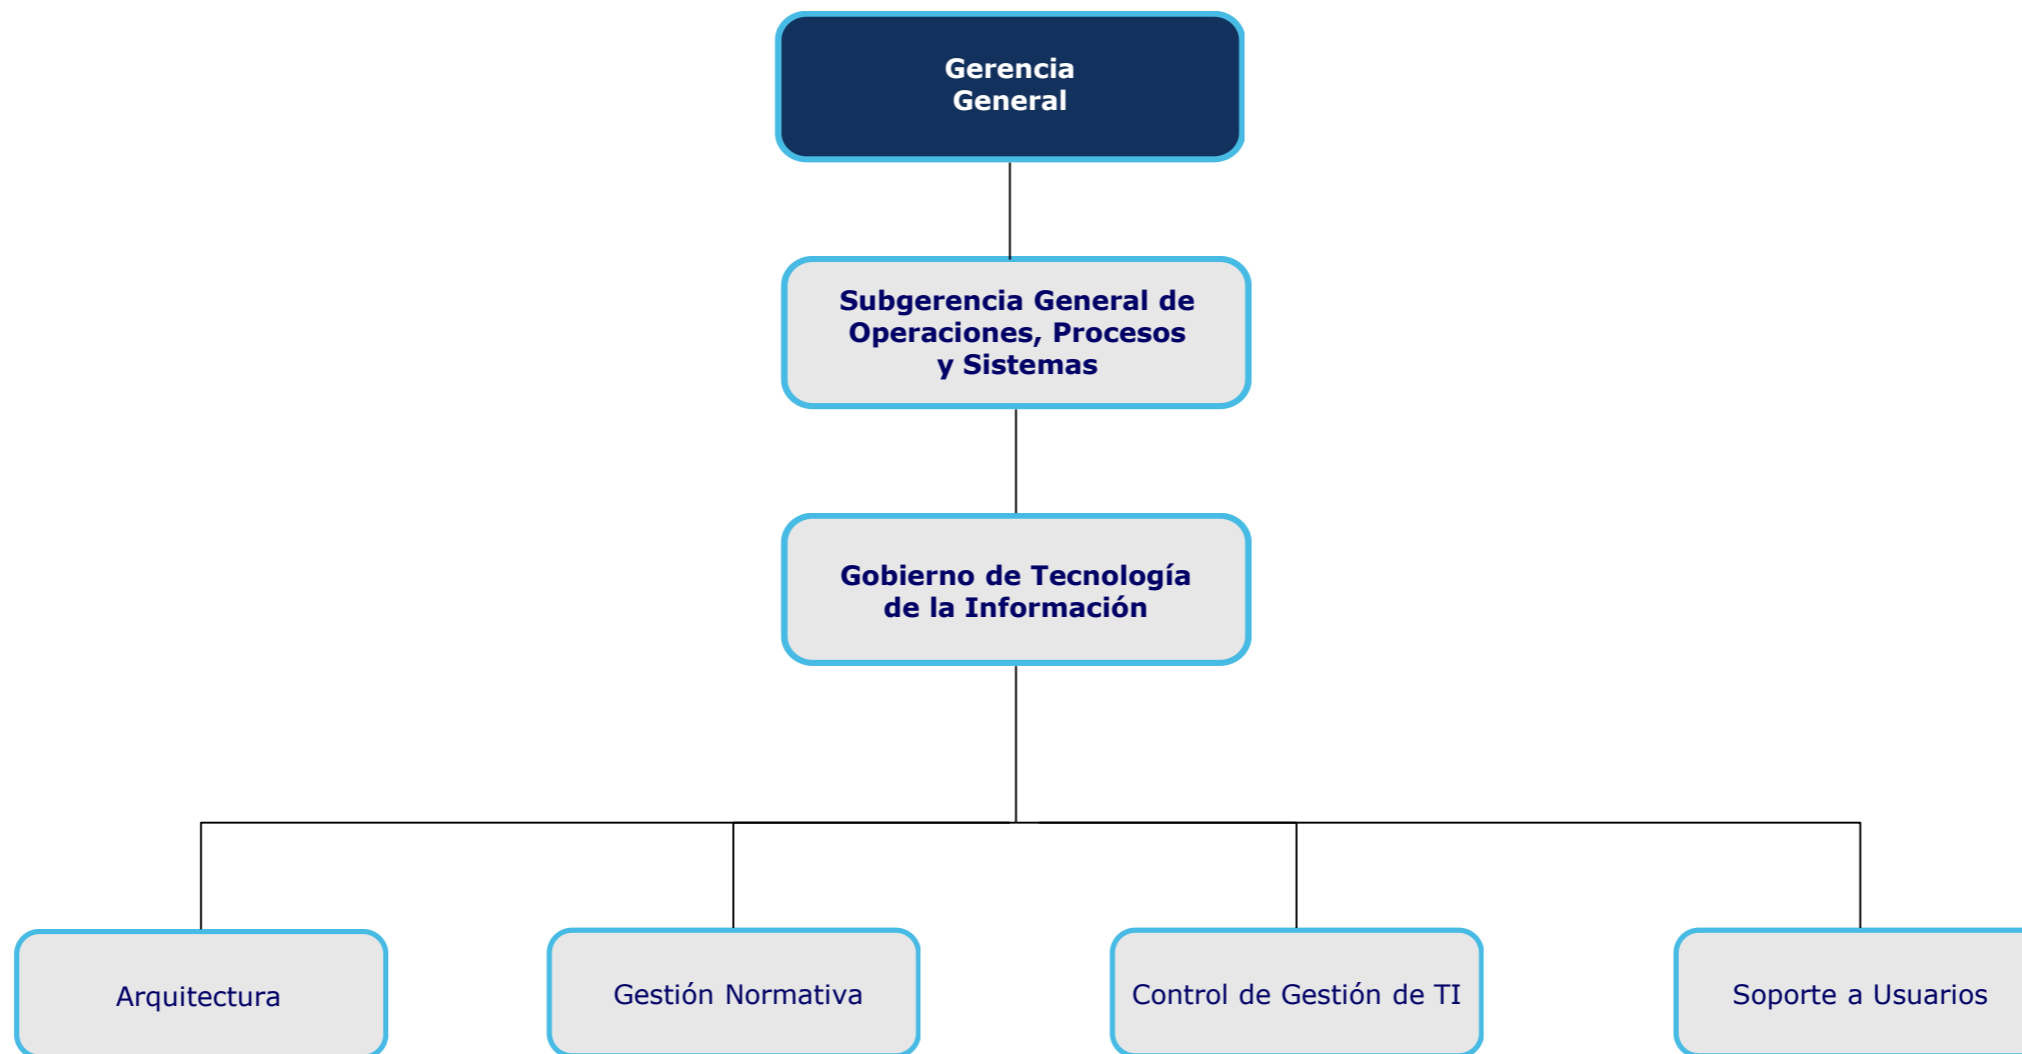 Gerencia
General
Subgerencia General de
Operaciones, Procesos
y Sistemas
Gobierno de Tecnología
de la Información
Arquitectura
Gestión Normativa
Control de Gestión de TI
Soporte a Usuarios